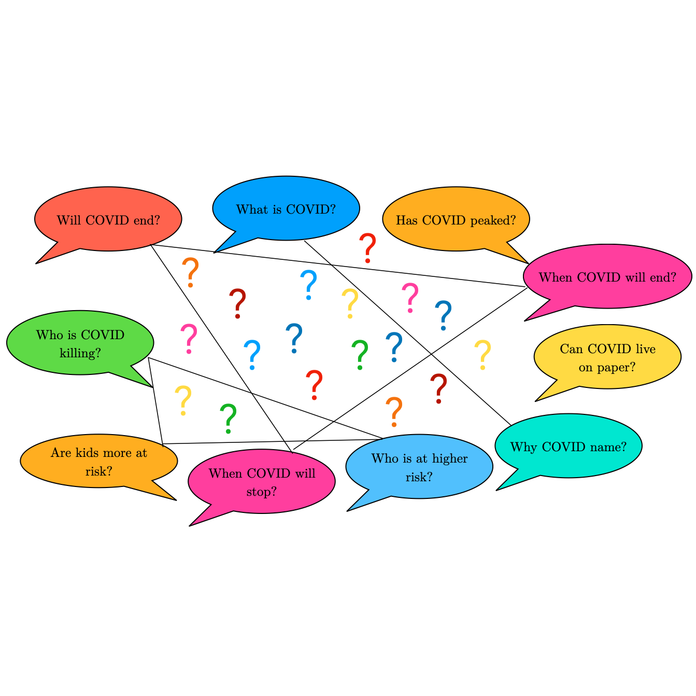 Will COVID end?
What is COVID?
Has COVID peaked?
When COVID will end?
Who is COVID
killing?
Can COVID live
on paper?
Are kids more at
risk?
When COVID will
stop?
Who is at higher
risk?
Why COVID name?